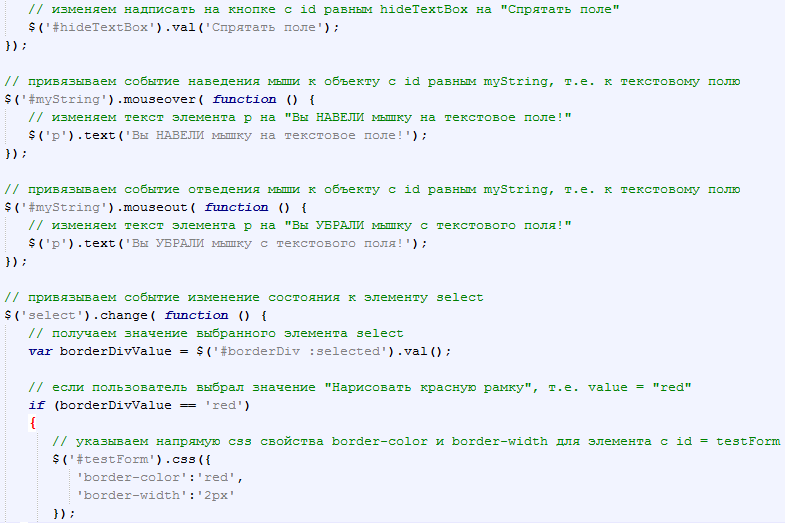 // изменяем надписать на кнопке с id равным hideTextBox на "Спрятать поле"
$('#hideTextBox').val('Спрятать поле');
});
// привязываем событие наведения мыши к объекту с id равным myString, т.е. к текстовому полю
$('#myString').mouseover( function () {
// изменяем текст элемента p на "Вы НАВЕЛИ мышку на текстовое поле!"
$('p').text('Вы НАВЕЛИ мышку на текстовое поле!');
});
// привязываем событие отведения мыши к объекту с id равным myString, т.е. к текстовому полю
$('#myString').mouseout( function () {
// изменяем текст элемента p на "Вы УБРАЛИ мышку с текстового поля!"
$('p').text('Вы УБРАЛИ мышку с текстового поля!');
});
// привязываем событие изменение состояния к элементу select
$('select').change( function () {
// получаем значение выбранного элемента select
var borderDivValue = $('#borderDiv :selected').val();
// если пользователь выбрал значение "Нарисовать красную рамку", т.е. value = "red"
if (borderDivValue == 'red')
{
// указываем напрямую css свойства border-color и border-width для элемента с id = testForm
$('#testForm').css({
'border-color':'red',
'border-width':'2px'
});